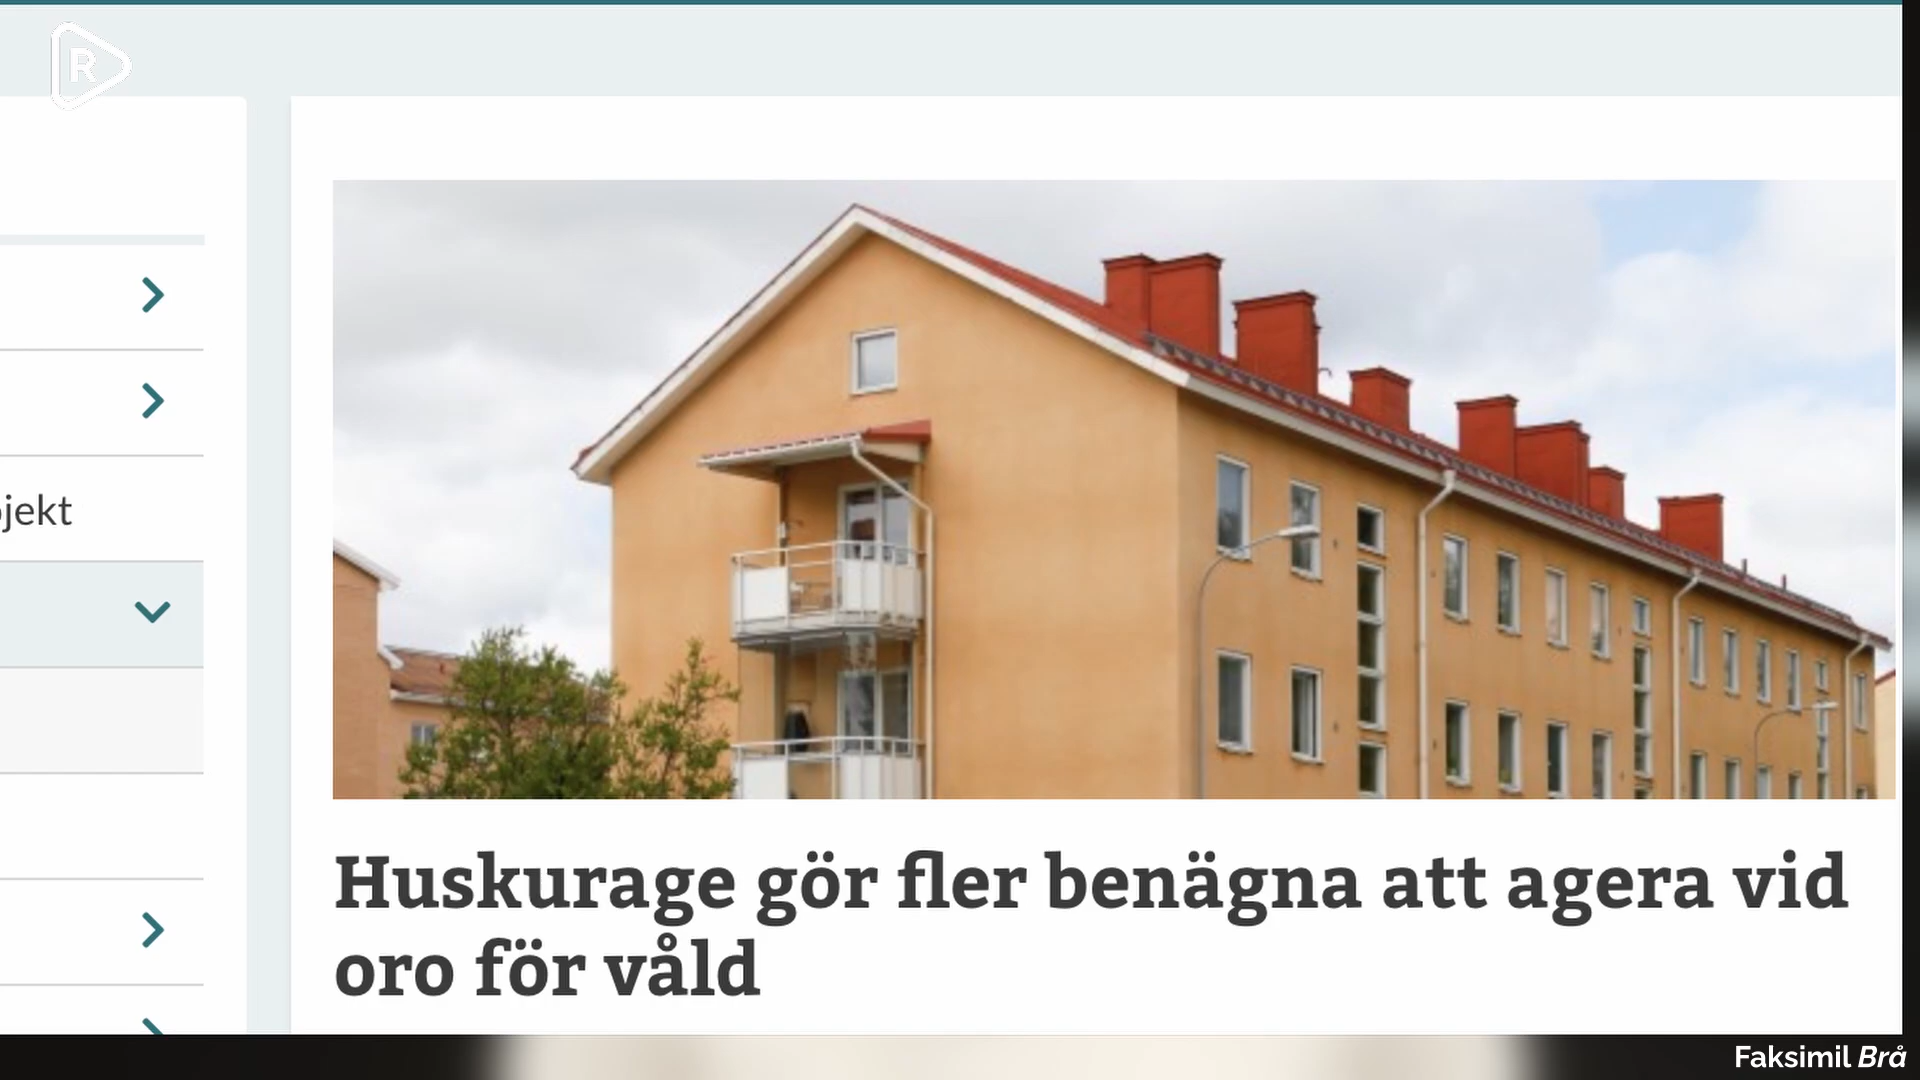 R
jekt
Huskurage gör fler benägna att agera vid
oro för våld
Faksimil Brå